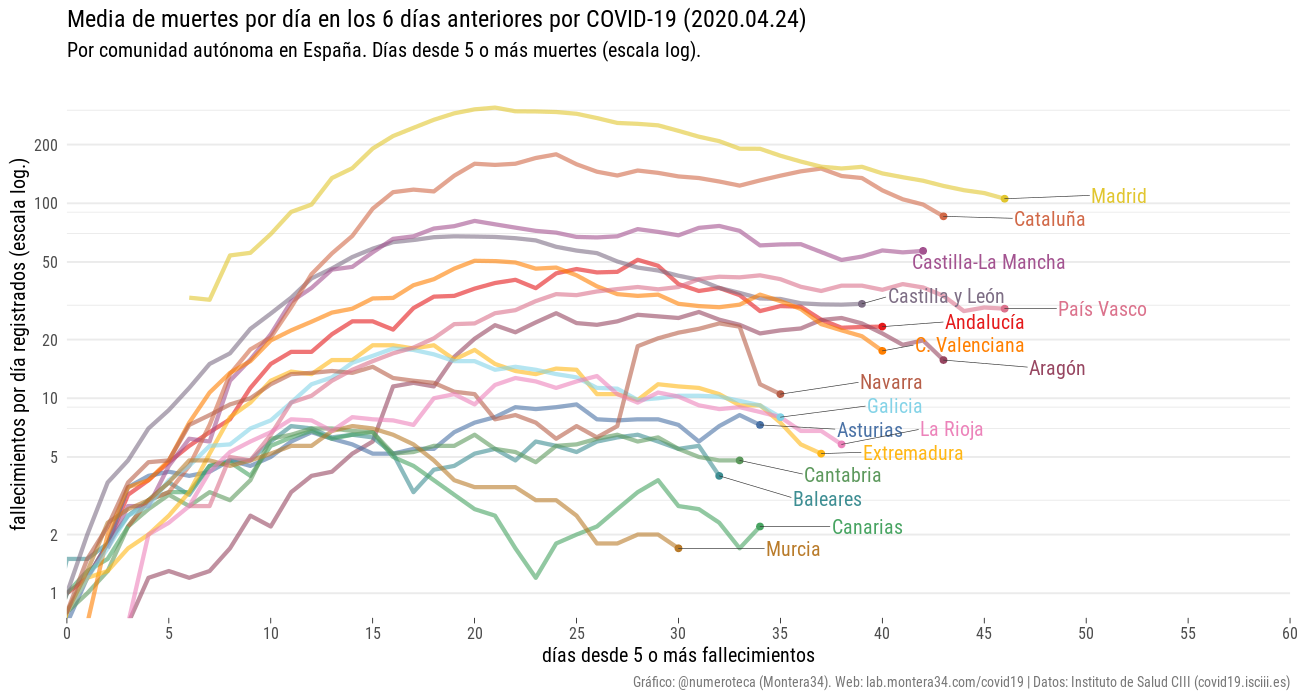 Media de muertes por día en los 6 días anteriores por COVID-19 (2020.04.24)
Por comunidad autónoma en España. Días desde 5 o más muertes (escala log).
fallecimientos por día registrados (escala log.)
200
100
50
20
10
5
2
1
Madrid
Cataluña
Castilla-La Mancha
Castilla y León
País Vasco
Andalucía
C. Valenciana
Aragón
Navarra
Galicia
Asturias
La Rioja
Extremadura
Cantabria
Baleares
Canarias
Murcia
0 5 10 15 20 25 30 35 40 45 50 55 60
días desde 5 o más fallecimientos
Gráfico: @numeroteca (Montera34). Web: lab.montera34.com/covid19 | Datos: Instituto de Salud CIII (covid19.isciii.es)